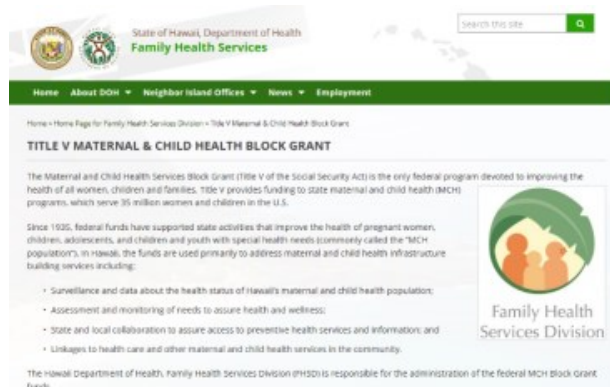 State of Hawaii, Department of Health
Family Health Services
Search this site
Home About DOH Neighbor Island Offices News Employment
Home » Home Page for Family Health Services Division » Title V Maternal & Child Health Block Grant
TITLE V MATERNAL & CHILD HEALTH BLOCK GRANT
The Maternal and Child Health Services Block Grant (Title V of the Social Security Act) is the only federal program devoted to improving the
health of all women, children and families. Title V provides funding to state maternal and child health (MCH)
programs, which serve 35 million women and children in the U.S.
Since 1935, federal funds have supported state activities that improve the health of pregnant women,
children, adolescents, and children and youth with special health needs (commonly called the "MCH
population"). In Hawaii, the funds are used primarily to address maternal and child health infrastructure
building services including:
• Surveillance and data about the health status of Hawaii's maternal and child health population;
• Assessment and monitoring of needs to assure health and wellness;
• State and local collaboration to assure access to preventive health services and information; and
• Linkages to health care and other maternal and child health services in the community.
Family Health
Services Division
The Hawaii Department of Health, Family Health Services Division (FHSD) is responsible for the administration of the federal MCH Block Grant
funds.